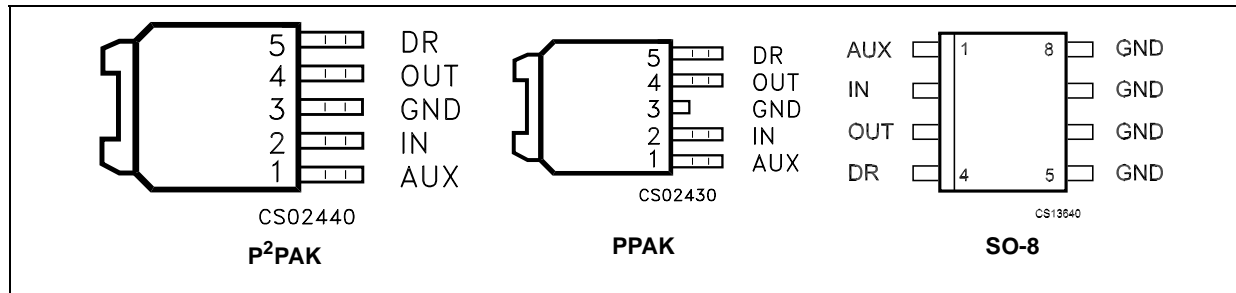 5 DR
4 OUT
3 GND
2 IN
1 AUX
CS02440
P²PAK
5 DR
4 OUT
3 GND
2 IN
1 AUX
CS02430
PPAK
AUX 1 8 GND
IN GND
OUT GND
DR 4 5 GND
CS13640
SO-8